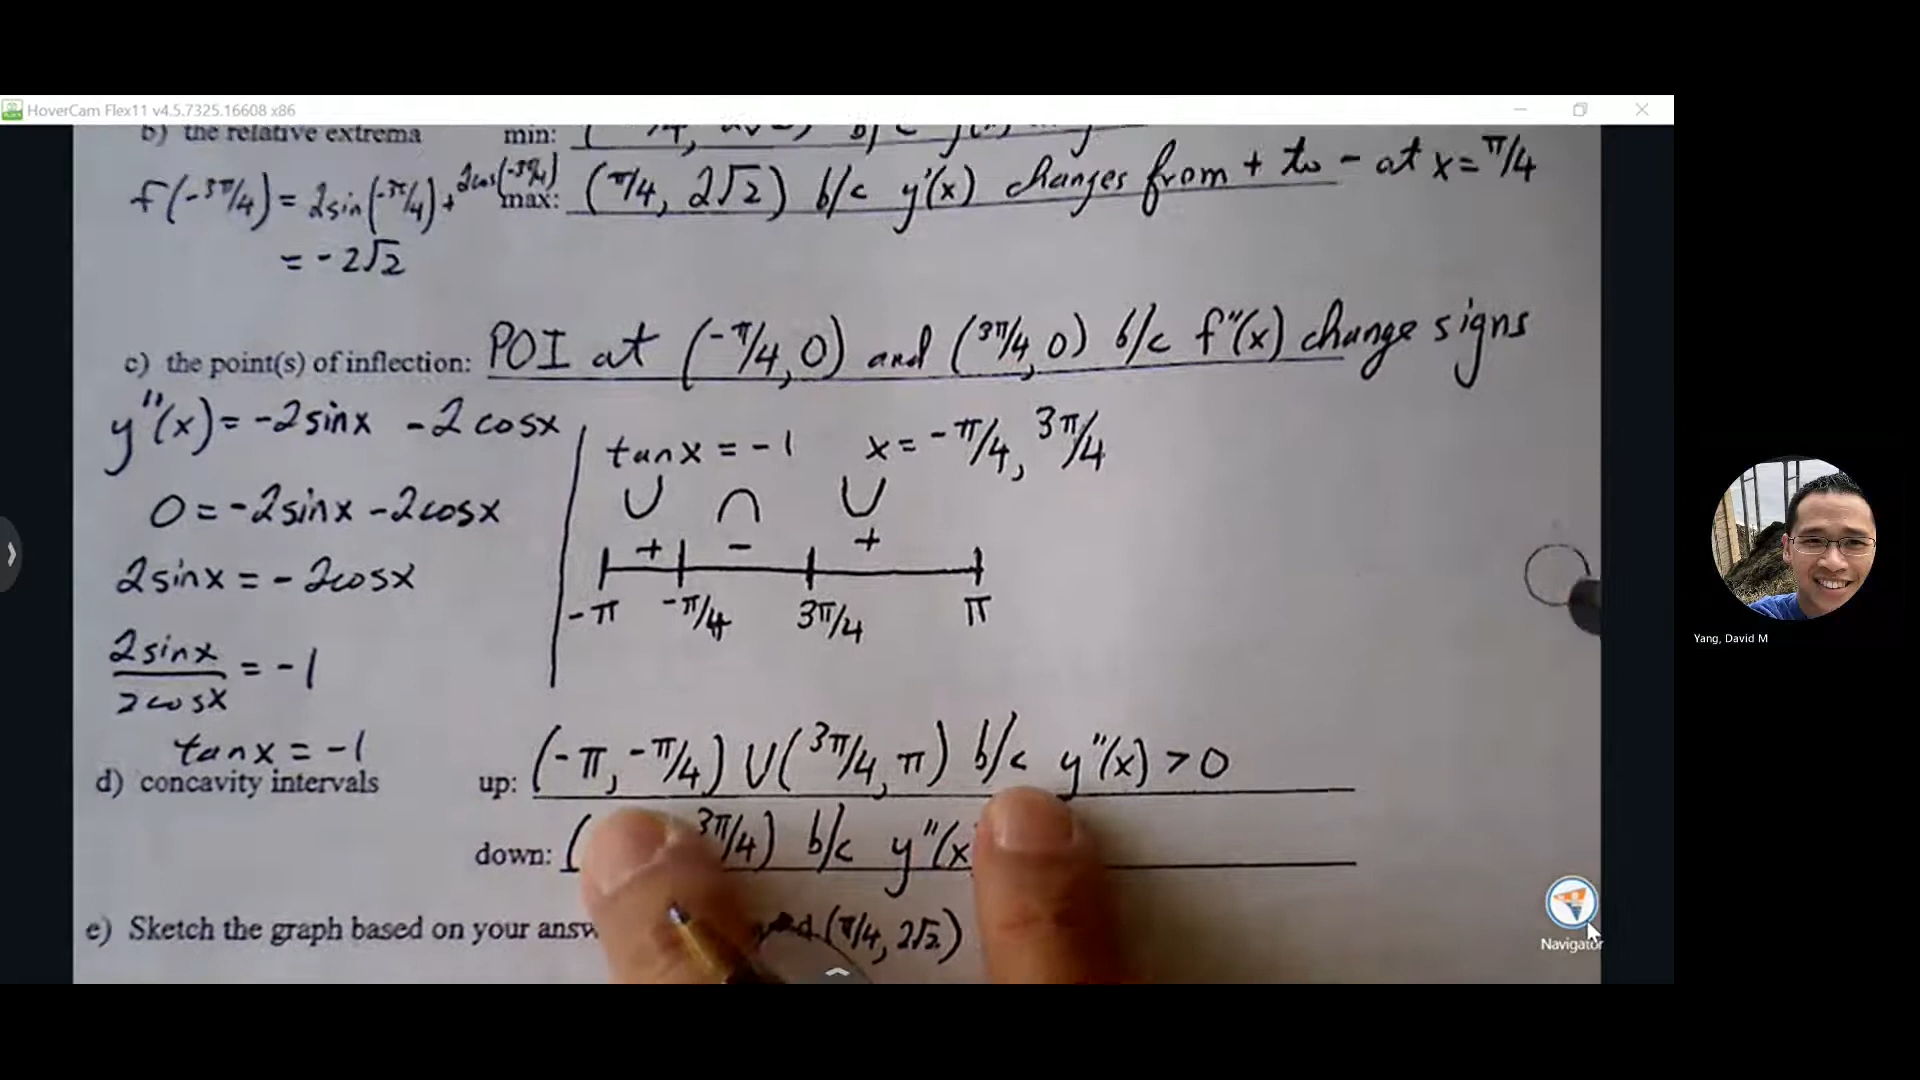 HoverCam Flex11 v4.5.7325.16608 x86
b) the relative extrema min:
f(-3π/4) = 2sin(-3π/4) + 2cos(-3π/4) max: (π/4, 2√2) b/c y'(x) changes from + to - at x = π/4
= -2√2
c) the point(s) of inflection: POI at (-π/4, 0) and (3π/4, 0) b/c f"(x) change signs
y"(x) = -2sinx - 2cosx
0 = -2sinx - 2cosx
2sinx = -2cosx
2sinx/2cosx = -1
tanx = -1
tanx = -1 x = -π/4, 3π/4
∪ ∩ ∪
+ - +
-π -π/4 3π/4 π
d) concavity intervals up: (-π, -π/4) ∪ (3π/4, π) b/c y"(x) > 0
down: ( 3π/4) b/c y"(x
e) Sketch the graph based on your (π/4, 2√2)
Navigator
Yang, David M